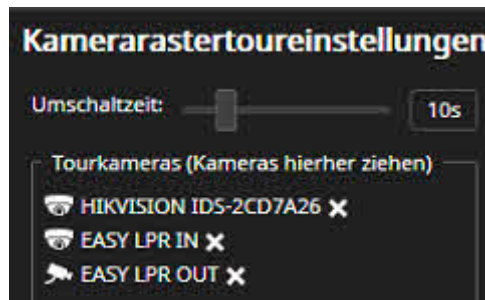 Kamerarastertoureinstellungen
Umschaltzeit: 10s
Tourkameras (Kameras hierher ziehen)
HIKVISION IDS-2CD7A26
EASY LPR IN
EASY LPR OUT